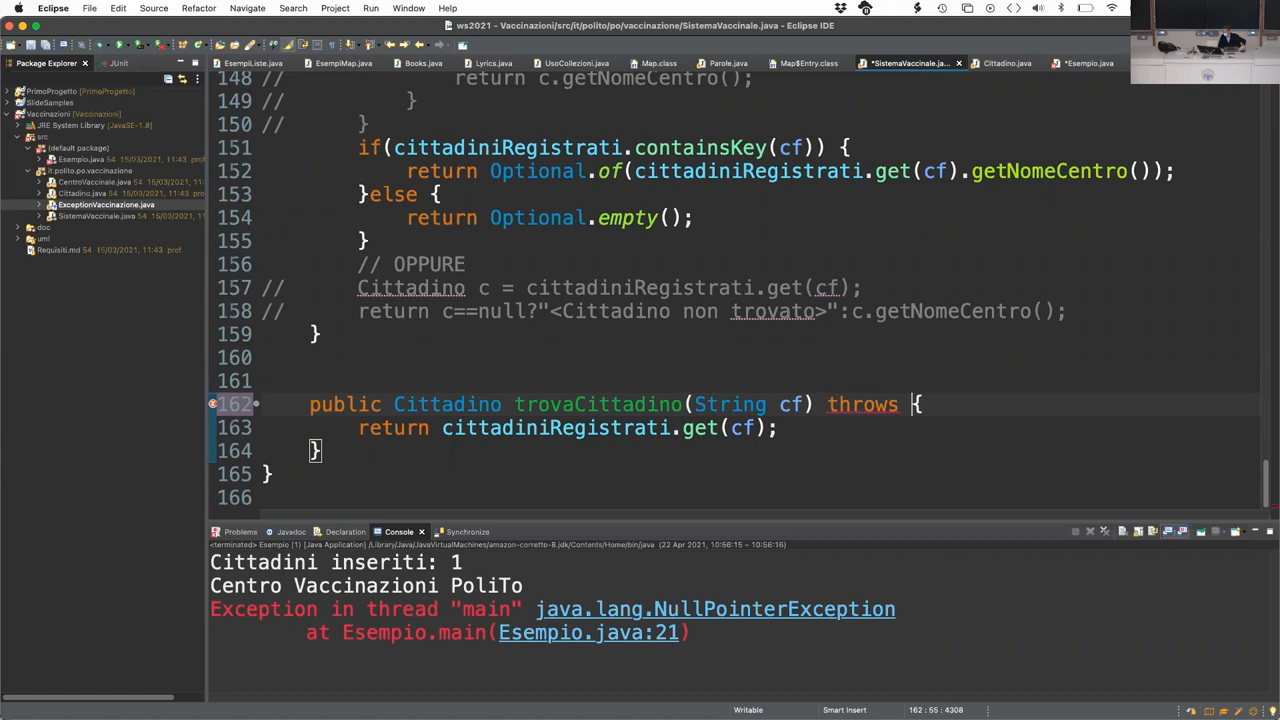 Eclipse File Edit Source Refactor Navigate Search Project Run Window Help
ws2021 - Vaccinazioni/src/it/polito/po/vaccinazione/SistemaVaccinale.java - Eclipse IDE
Package Explorer JUnit
EsempiListe.java EsempiMap.java Books.java Lyrics.java UsoCollezioni.java Map.class Parole.java Map$Entry.class *SistemaVaccinale.ja... Cittadino.java *Esempio.java
PrimoProgetto [PrimoProgetto]
SlideSamples
Vaccinazioni [Vaccinazioni]
JRE System Library [JavaSE-1.8]
src
(default package)
Esempio.java 54 15/03/2021, 11:43 prof
it.polito.po.vaccinazione
CentroVaccinale.java 54 15/03/2021,
Cittadino.java 54 15/03/2021, 11:43 prof
ExceptionVaccinazione.java
SistemaVaccinale.java 54 15/03/2021, 11:4
doc
uml
Requisiti.md 54 15/03/2021, 11:43 prof
148 // return c.getNomeCentro();
149 // }
150 // }
151 if(cittadiniRegistrati.containsKey(cf)) {
152 return Optional.of(cittadiniRegistrati.get(cf).getNomeCentro());
153 }else {
154 return Optional.empty();
155 }
156 // OPPURE
157 // Cittadino c = cittadiniRegistrati.get(cf);
158 // return c==null?"<Cittadino non trovato>":c.getNomeCentro();
159 }
160
161
162 public Cittadino trovaCittadino(String cf) throws {
163 return cittadiniRegistrati.get(cf);
164 }
165 }
166
Problems Javadoc Declaration Console Synchronize
<terminated> Esempio (1) [Java Application] /Library/Java/JavaVirtualMachines/amazon-corretto-8.jdk/Contents/Home/bin/java (22 Apr 2021, 10:56:15 – 10:56:16)
Cittadini inseriti: 1
Centro Vaccinazioni PoliTo
Exception in thread "main" java.lang.NullPointerException
at Esempio.main(Esempio.java:21)
Writable Smart Insert 162 : 55 : 4308